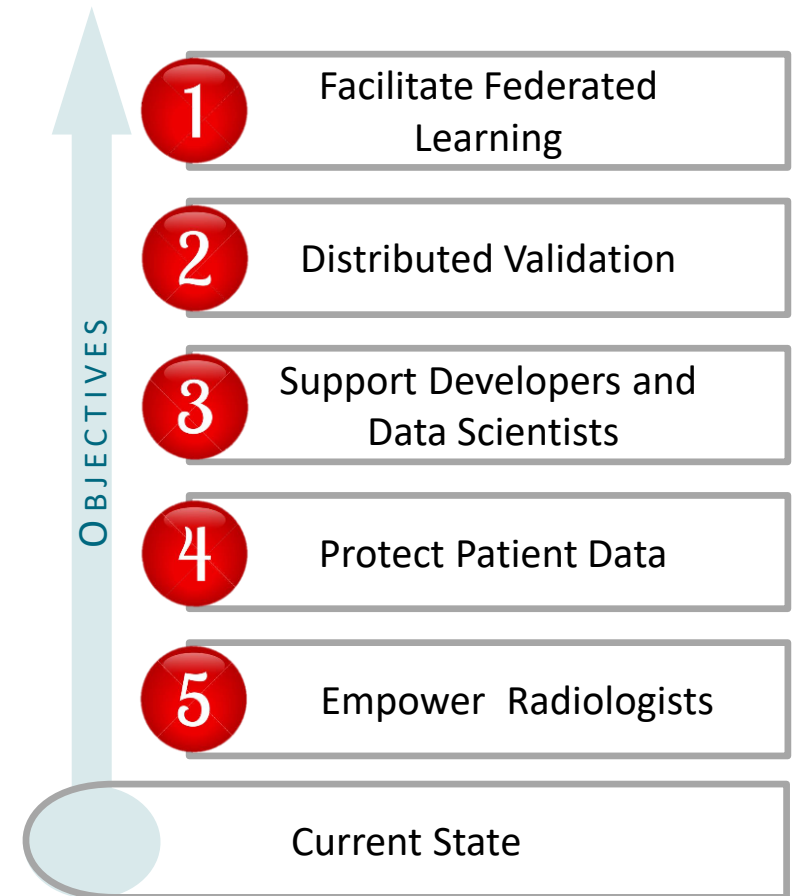 OBJECTIVES
1
Facilitate Federated
Learning
2
Distributed Validation
3
Support Developers and
Data Scientists
4
Protect Patient Data
5
Empower  Radiologists
Current State